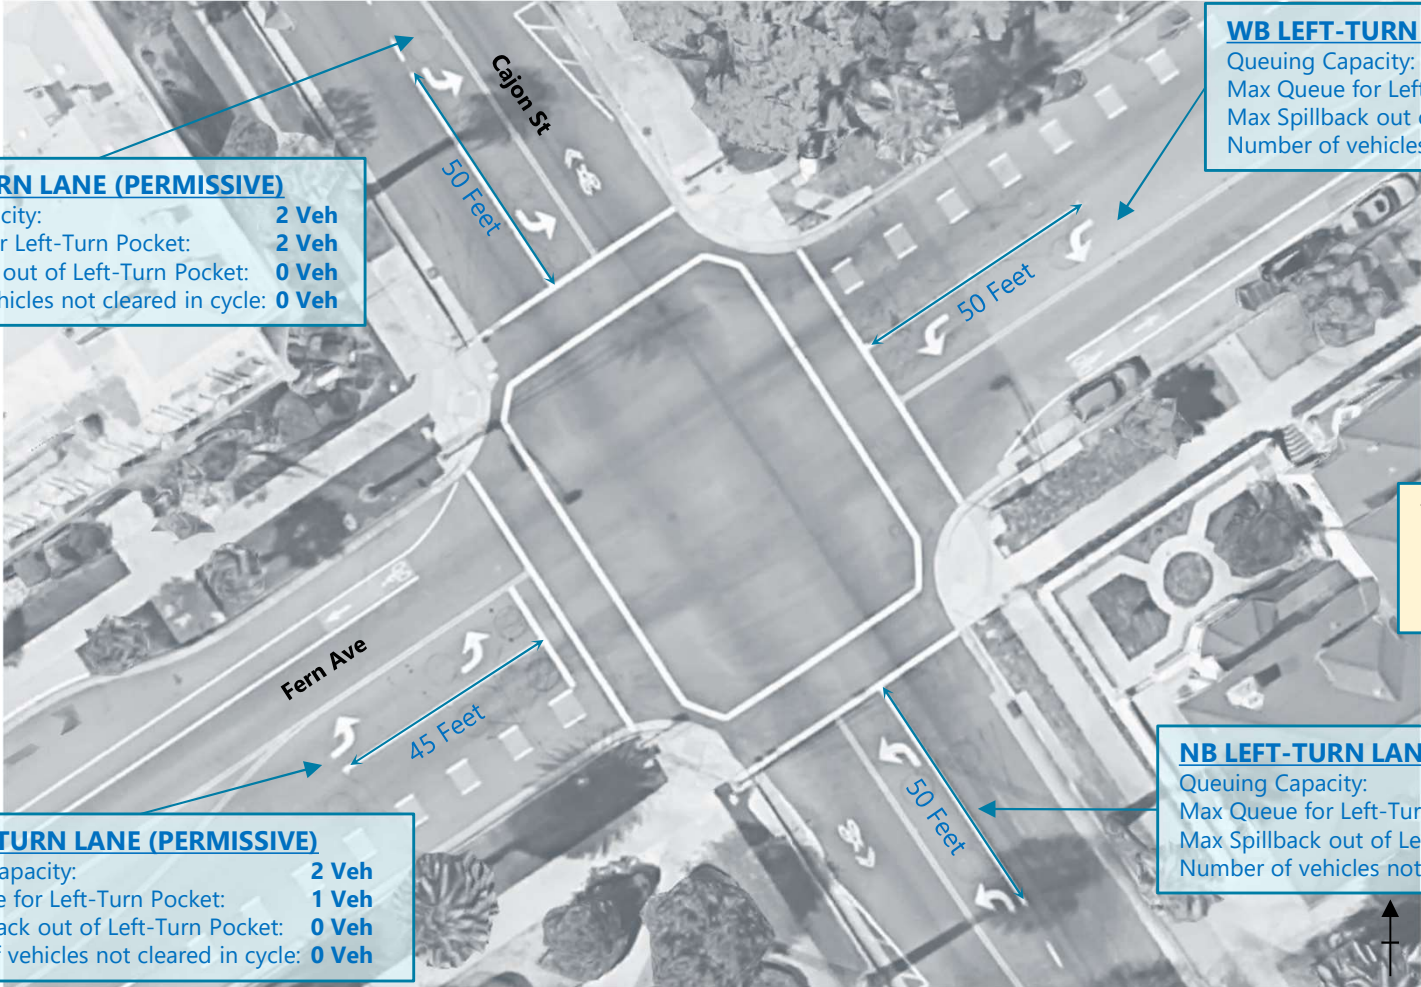 WB LEFT-TURN
Queuing Capacity:
Max Queue for Left
Max Spillback out
Number of vehicles
Cajon St
50 Feet
RN LANE (PERMISSIVE)
city: 2 Veh
r Left-Turn Pocket: 2 Veh
out of Left-Turn Pocket: 0 Veh
hicles not cleared in cycle: 0 Veh
50 Feet
Fern Ave
45 Feet
50 Feet
NB LEFT-TURN LAN
Queuing Capacity:
Max Queue for Left-Tur
Max Spillback out of Le
Number of vehicles not
TURN LANE (PERMISSIVE)
apacity: 2 Veh
e for Left-Turn Pocket: 1 Veh
ack out of Left-Turn Pocket: 0 Veh
f vehicles not cleared in cycle: 0 Veh